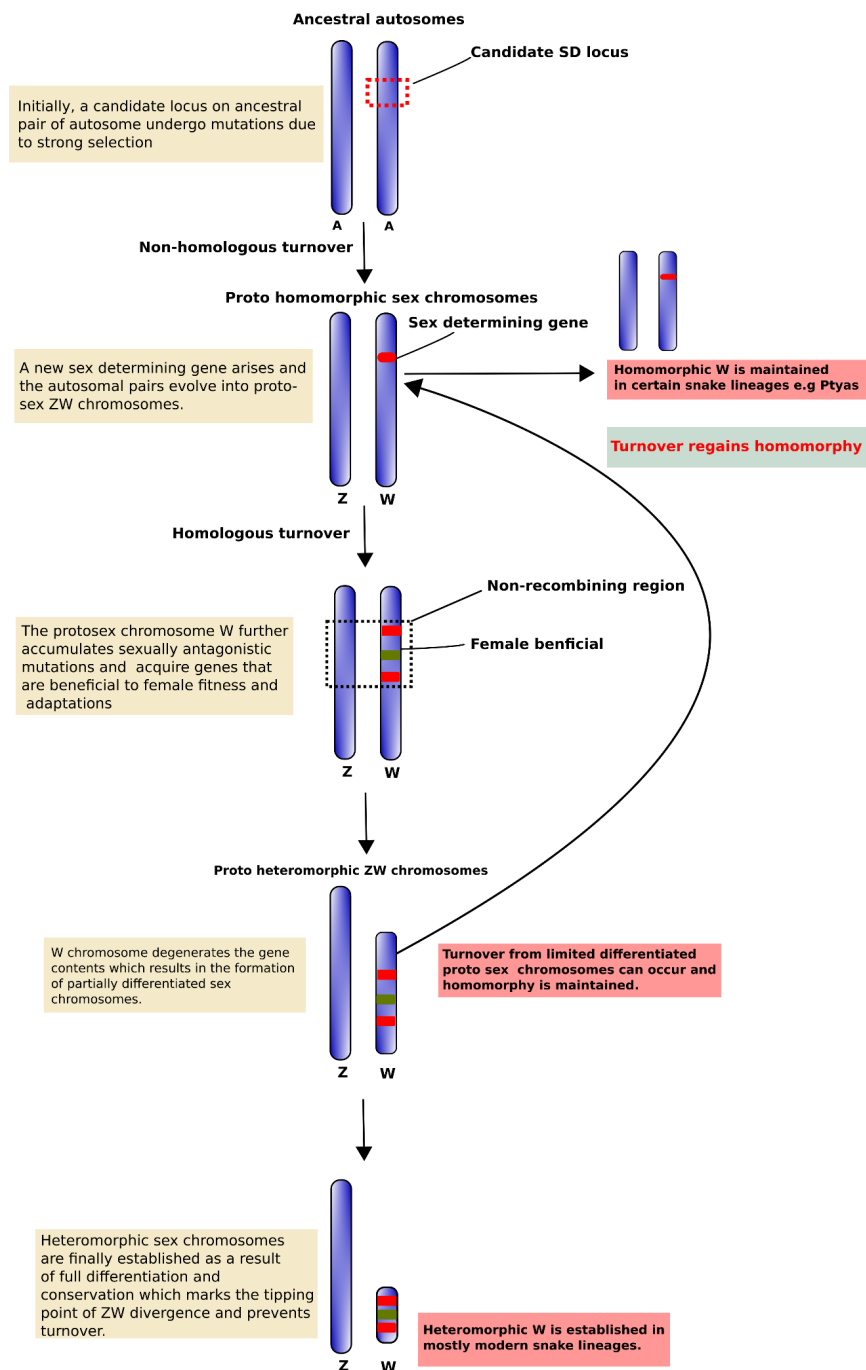 Ancestral autosomes
Candidate SD locus
Initially, a candidate locus on ancestral
pair of autosome undergo mutations due
to strong selection
A
A
Non-homologous turnover
Proto homomorphic sex chromosomes
Sex determining gene
A new sex determining gene arises and
the autosomal pairs evolve into proto-
sex ZW chromosomes.
Homomorphic W is maintained
in certain snake lineages e.g Ptyas
Turnover regains homomorphy
Z
W
Homologous turnover
Non-recombining region
Female benficial
The protosex chromosome W further
accumulates sexually antagonistic
mutations and acquire genes that
are beneficial to female fitness and
adaptations
Z
W
Proto heteromorphic ZW chromosomes
W chromosome degenerates the gene
contents which results in the formation
of partially differentiated sex
chromosomes.
Turnover from limited differentiated
proto sex chromosomes can occur and
homomorphy is maintained.
Z
W
Heteromorphic sex chromosomes
are finally established as a result
of full differentiation and
conservation which marks the tipping
point of ZW divergence and prevents
turnover.
Heteromorphic W is established in
mostly modern snake lineages.
Z
W